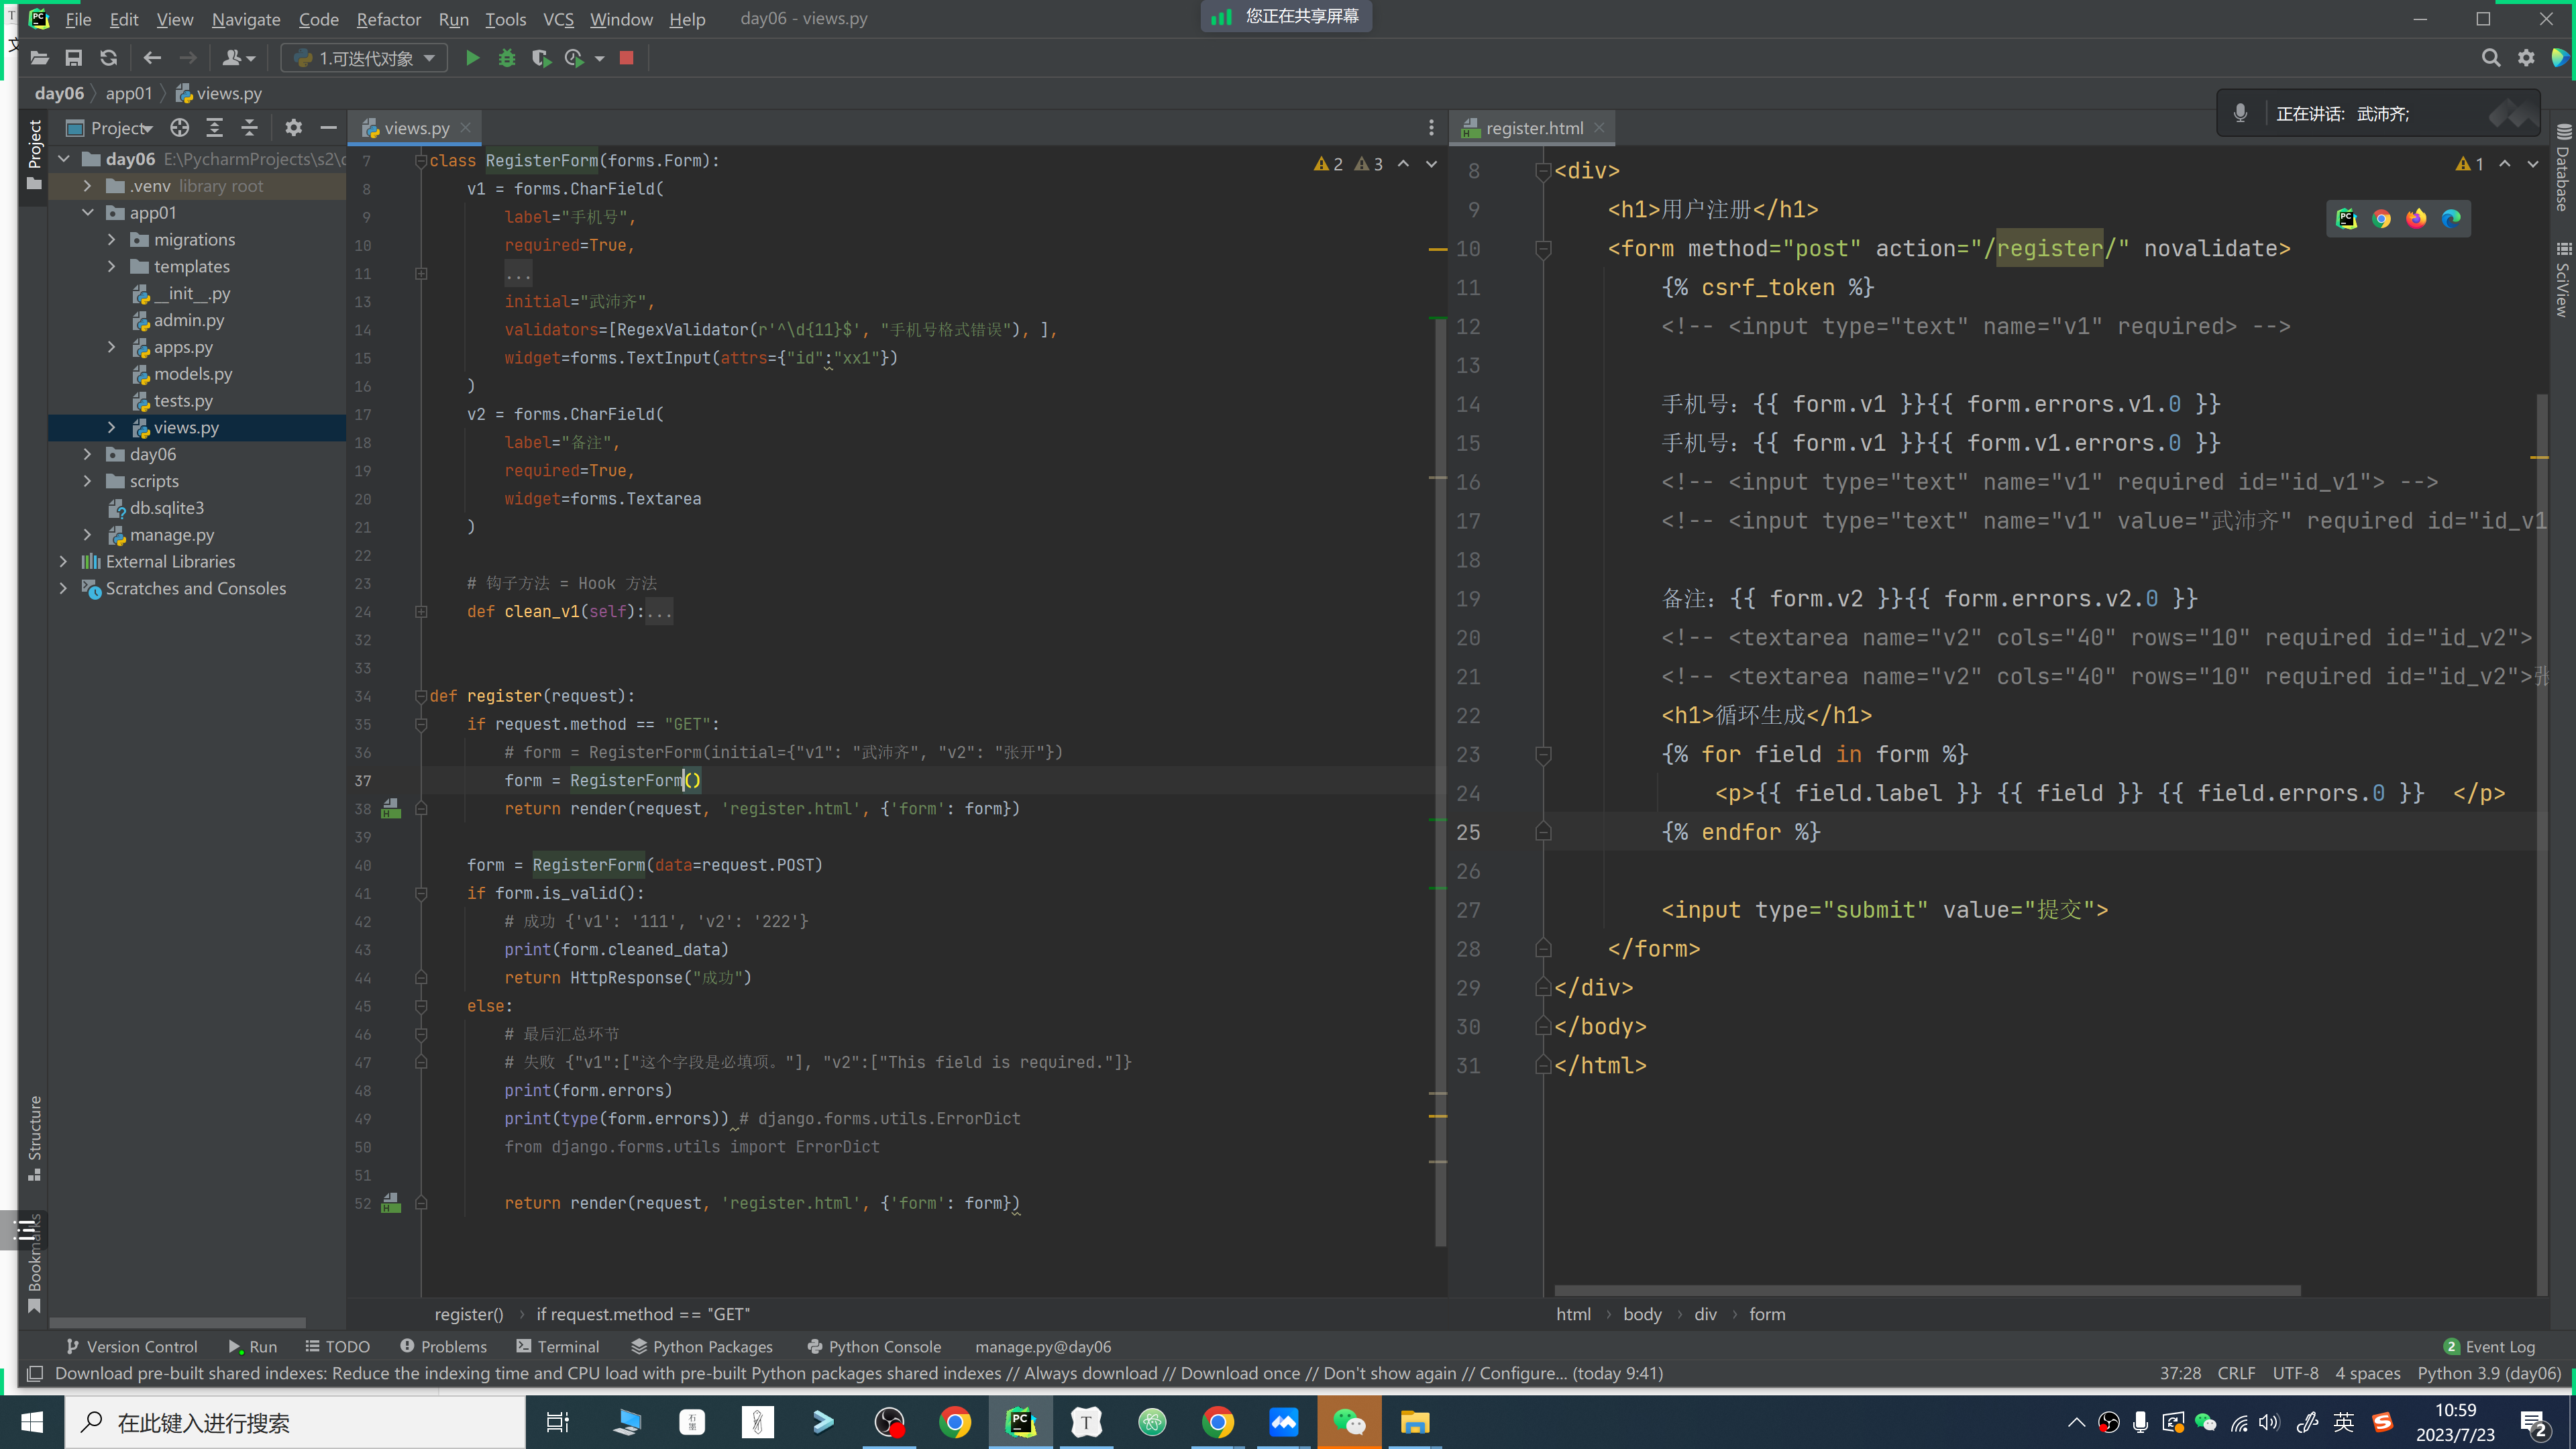 File Edit View Navigate Code Refactor Run Tools VCS Window Help day06 - views.py
您正在共享屏幕
1.可迭代对象
day06 app01 views.py
正在讲话: 武沛齐;
Project
Project
views.py
register.html
day06 E:\PycharmProjects\s2\
.venv library root
app01
migrations
templates
__init__.py
admin.py
apps.py
models.py
tests.py
views.py
day06
scripts
db.sqlite3
manage.py
External Libraries
Scratches and Consoles
Structure
Bookmarks
2 3
7 class RegisterForm(forms.Form):
8 v1 = forms.CharField(
9 label="手机号",
10 required=True,
11 ...
13 initial="武沛齐",
14 validators=[RegexValidator(r'^\d{11}$', "手机号格式错误"), ],
15 widget=forms.TextInput(attrs={"id":"xx1"})
16 )
17 v2 = forms.CharField(
18 label="备注",
19 required=True,
20 widget=forms.Textarea
21 )
22
23 # 钩子方法 = Hook 方法
24 def clean_v1(self):...
32
33
34 def register(request):
35 if request.method == "GET":
36 # form = RegisterForm(initial={"v1": "武沛齐", "v2": "张开"})
37 form = RegisterForm()
38 return render(request, 'register.html', {'form': form})
39
40 form = RegisterForm(data=request.POST)
41 if form.is_valid():
42 # 成功 {'v1': '111', 'v2': '222'}
43 print(form.cleaned_data)
44 return HttpResponse("成功")
45 else:
46 # 最后汇总环节
47 # 失败 {"v1":["这个字段是必填项。"], "v2":["This field is required."]}
48 print(form.errors)
49 print(type(form.errors)) # django.forms.utils.ErrorDict
50 from django.forms.utils import ErrorDict
51
52 return render(request, 'register.html', {'form': form})
register() if request.method == "GET"
1
8 <div>
9 <h1>用户注册</h1>
10 <form method="post" action="/register/" novalidate>
11 {% csrf_token %}
12 <!-- <input type="text" name="v1" required> -->
13
14 手机号: {{ form.v1 }}{{ form.errors.v1.0 }}
15 手机号: {{ form.v1 }}{{ form.v1.errors.0 }}
16 <!-- <input type="text" name="v1" required id="id_v1"> -->
17 <!-- <input type="text" name="v1" value="武沛齐" required id="id_v1
18
19 备注: {{ form.v2 }}{{ form.errors.v2.0 }}
20 <!-- <textarea name="v2" cols="40" rows="10" required id="id_v2">
21 <!-- <textarea name="v2" cols="40" rows="10" required id="id_v2">张
22 <h1>循环生成</h1>
23 {% for field in form %}
24 <p>{{ field.label }} {{ field }} {{ field.errors.0 }} </p>
25 {% endfor %}
26
27 <input type="submit" value="提交">
28 </form>
29 </div>
30 </body>
31 </html>
html body div form
Database
SciView
Version Control Run TODO Problems Terminal Python Packages Python Console manage.py@day06
2 Event Log
Download pre-built shared indexes: Reduce the indexing time and CPU load with pre-built Python packages shared indexes // Always download // Download once // Don't show again // Configure... (today 9:41)
37:28 CRLF UTF-8 4 spaces Python 3.9 (day06)
在此键入进行搜索
英
10:59
2023/7/23
2